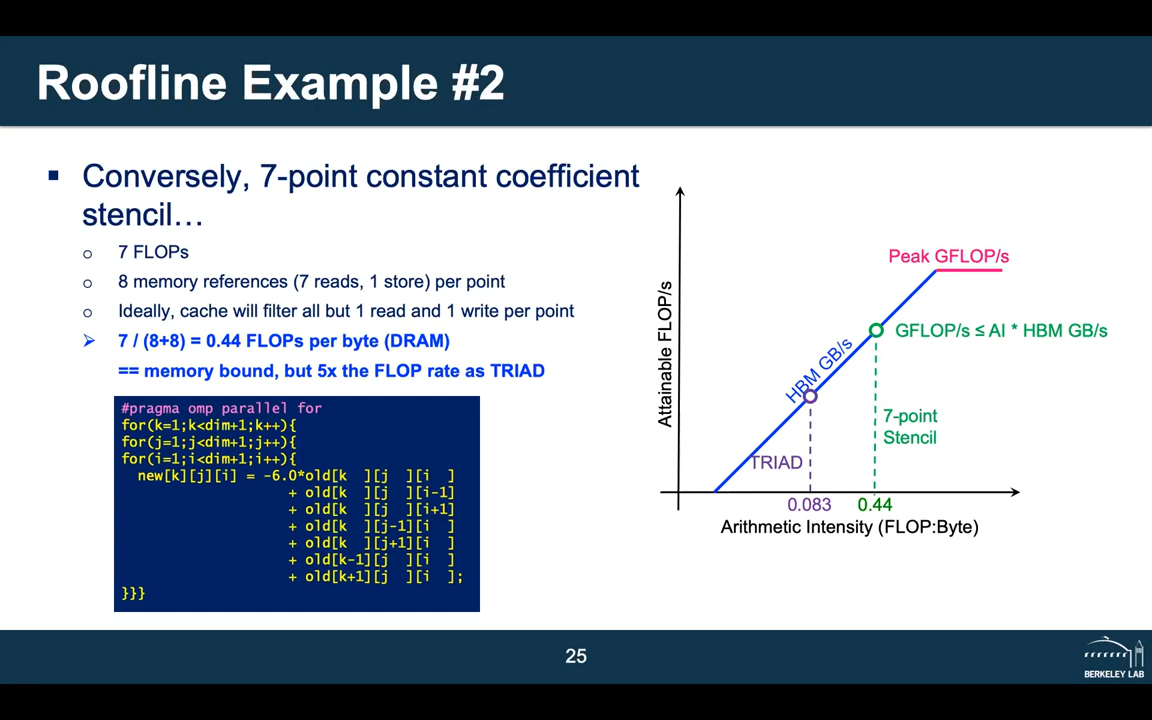 Roofline Example #2
▪ Conversely, 7-point constant coefficient
stencil…
o 7 FLOPs
o 8 memory references (7 reads, 1 store) per point
o Ideally, cache will filter all but 1 read and 1 write per point
➢ 7 / (8+8) = 0.44 FLOPs per byte (DRAM)
== memory bound, but 5x the FLOP rate as TRIAD
#pragma omp parallel for
for(k=1;k<dim+1;k++){
for(j=1;j<dim+1;j++){
for(i=1;i<dim+1;i++){
  new[k][j][i] = -6.0*old[k  ][j  ][i  ]
                    + old[k  ][j  ][i-1]
                    + old[k  ][j  ][i+1]
                    + old[k  ][j-1][i  ]
                    + old[k  ][j+1][i  ]
                    + old[k-1][j  ][i  ]
                    + old[k+1][j  ][i  ];
}}}
Attainable FLOP/s
Peak GFLOP/s
GFLOP/s ≤ AI * HBM GB/s
HBM GB/s
7-point
Stencil
TRIAD
0.083
0.44
Arithmetic Intensity (FLOP:Byte)
25
BERKELEY LAB